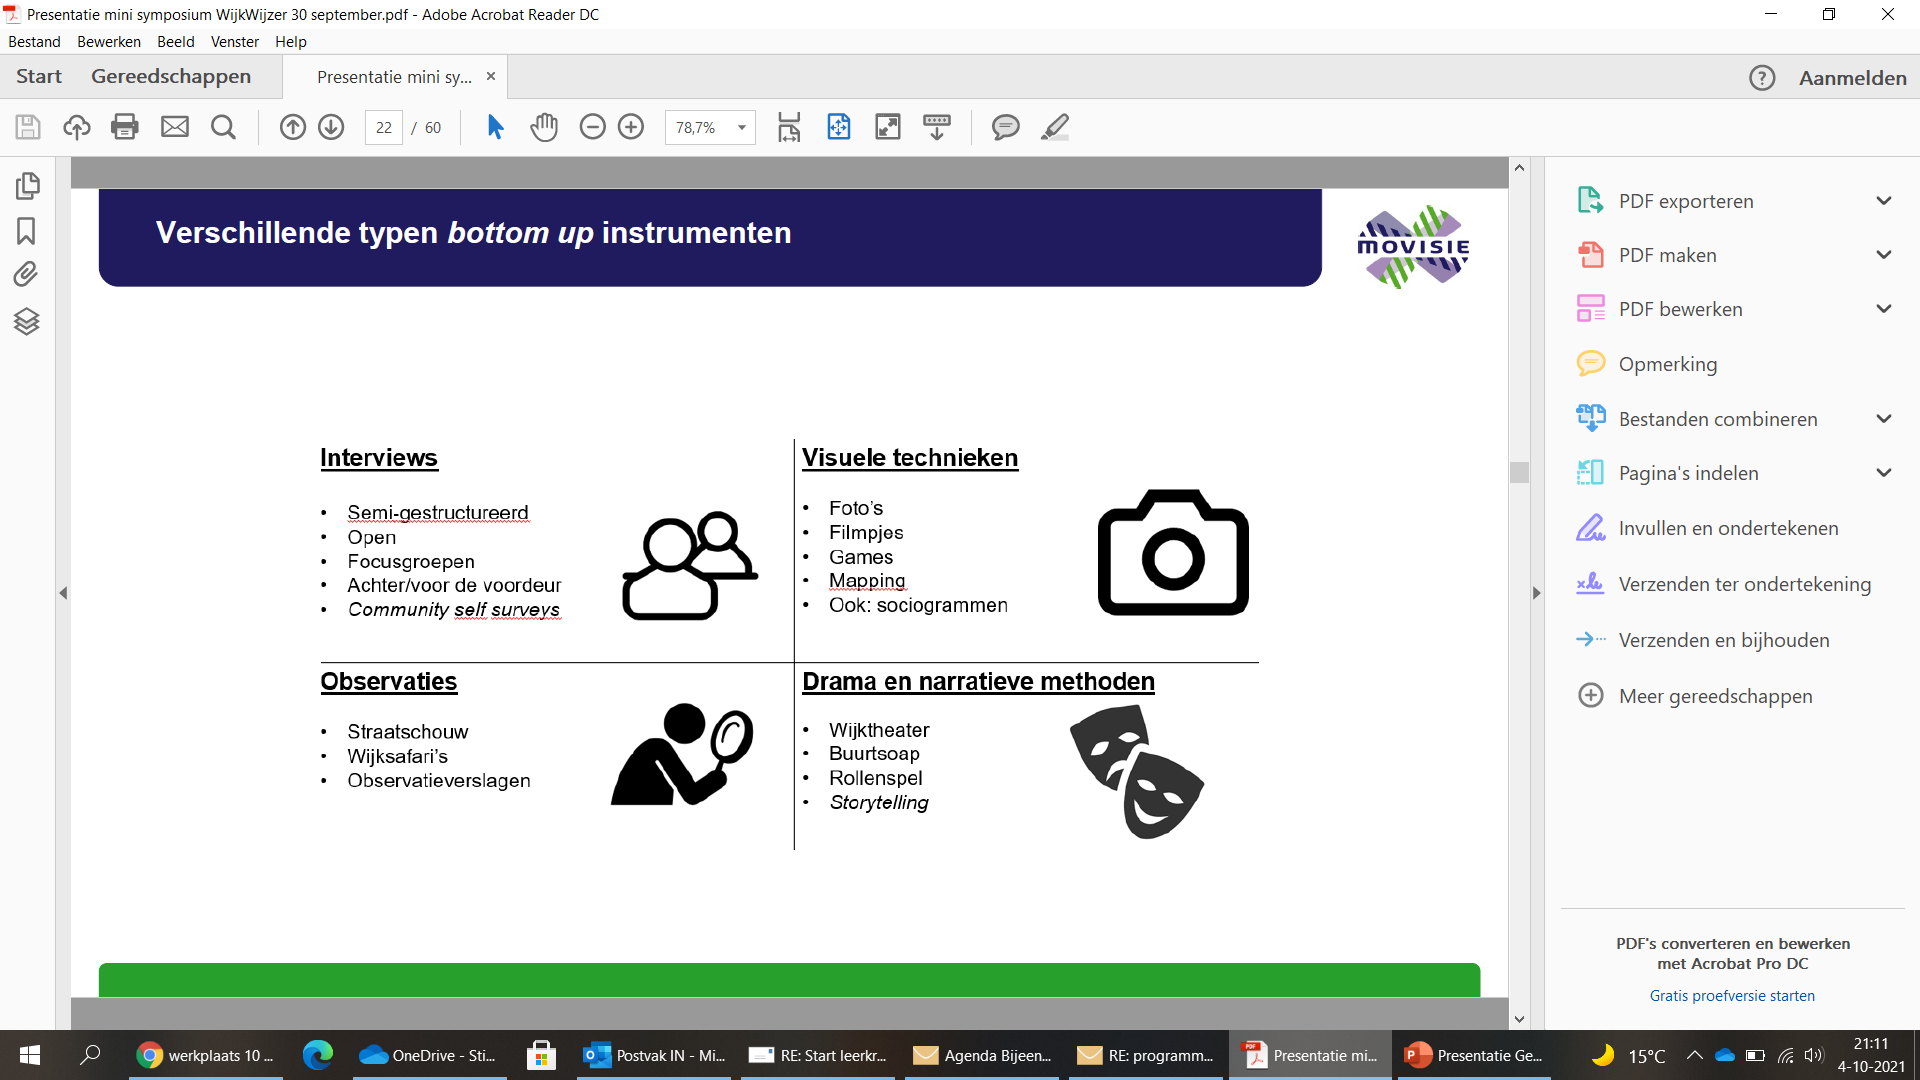 Presentatie mini symposium WijkWijzer 30 september.pdf - Adobe Acrobat Reader DC
Bestand Bewerken Beeld Venster Help
Start Gereedschappen Presentatie mini sy... × Aanmelden
22 / 60 78,7%
Verschillende typen bottom up instrumenten
MOVISIE
Interviews
• Semi-gestructureerd
• Open
• Focusgroepen
• Achter/voor de voordeur
• Community self surveys
Visuele technieken
• Foto's
• Filmpjes
• Games
• Mapping
• Ook: sociogrammen
Observaties
• Straatschouw
• Wijksafari's
• Observatieverslagen
Drama en narratieve methoden
• Wijktheater
• Buurtsoap
• Rollenspel
• Storytelling
PDF exporteren
PDF maken
PDF bewerken
Opmerking
Bestanden combineren
Pagina's indelen
Invullen en ondertekenen
Verzenden ter ondertekening
Verzenden en bijhouden
Meer gereedschappen
PDF's converteren en bewerken
met Acrobat Pro DC
Gratis proefversie starten
werkplaats 10 ... OneDrive - Sti... Postvak IN - Mi... RE: Start leerkr... Agenda Bijeen... RE: programm... Presentatie mi... Presentatie Ge... 15°C 21:11
4-10-2021